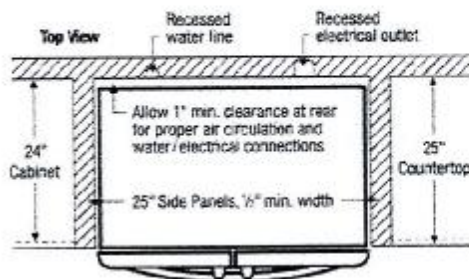 Top View
Recessed
water line
Recessed
electrical outlet
Allow 1" min. clearance at rear
for proper air circulation and
water/electrical connections
24"
Cabinet
25"
Countertop
25" Side Panels, ½" min. width